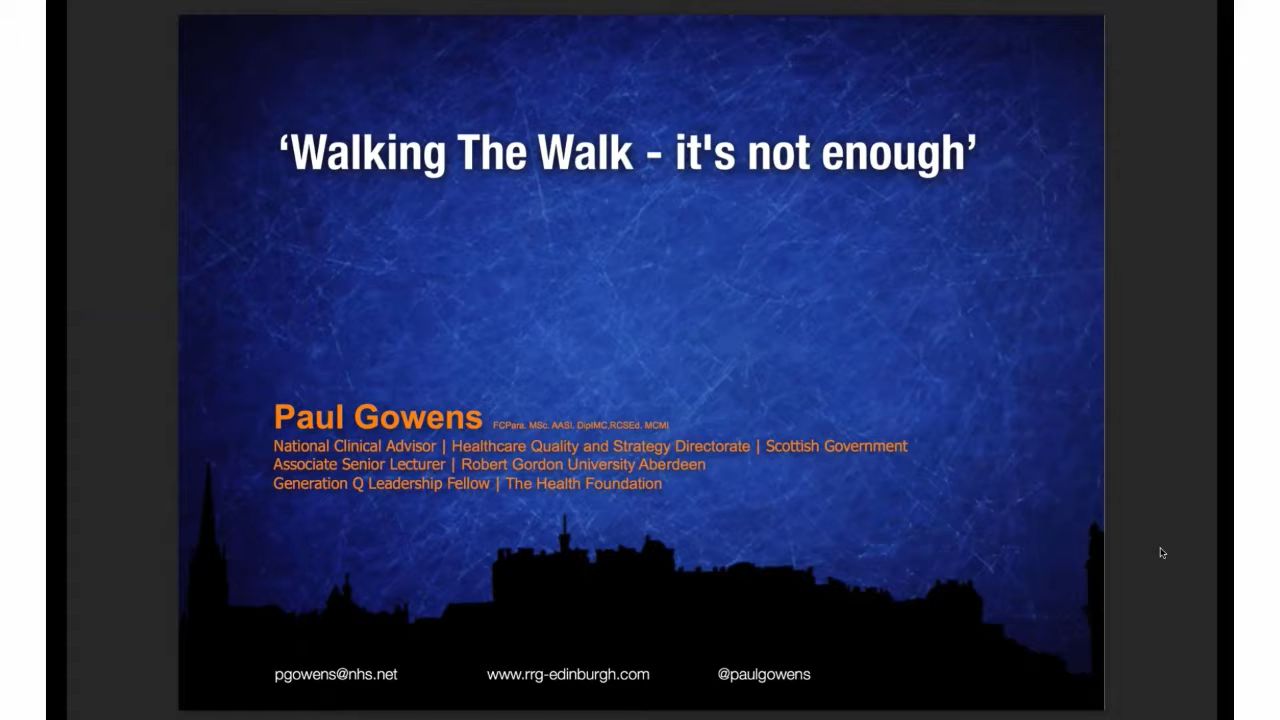 ‘Walking The Walk - it's not enough’
Paul Gowens FCPara. MSc. AASI. DipIMC,RCSEd. MCMI
National Clinical Advisor | Healthcare Quality and Strategy Directorate | Scottish Government
Associate Senior Lecturer | Robert Gordon University Aberdeen
Generation Q Leadership Fellow | The Health Foundation
pgowens@nhs.net www.rrg-edinburgh.com @paulgowens